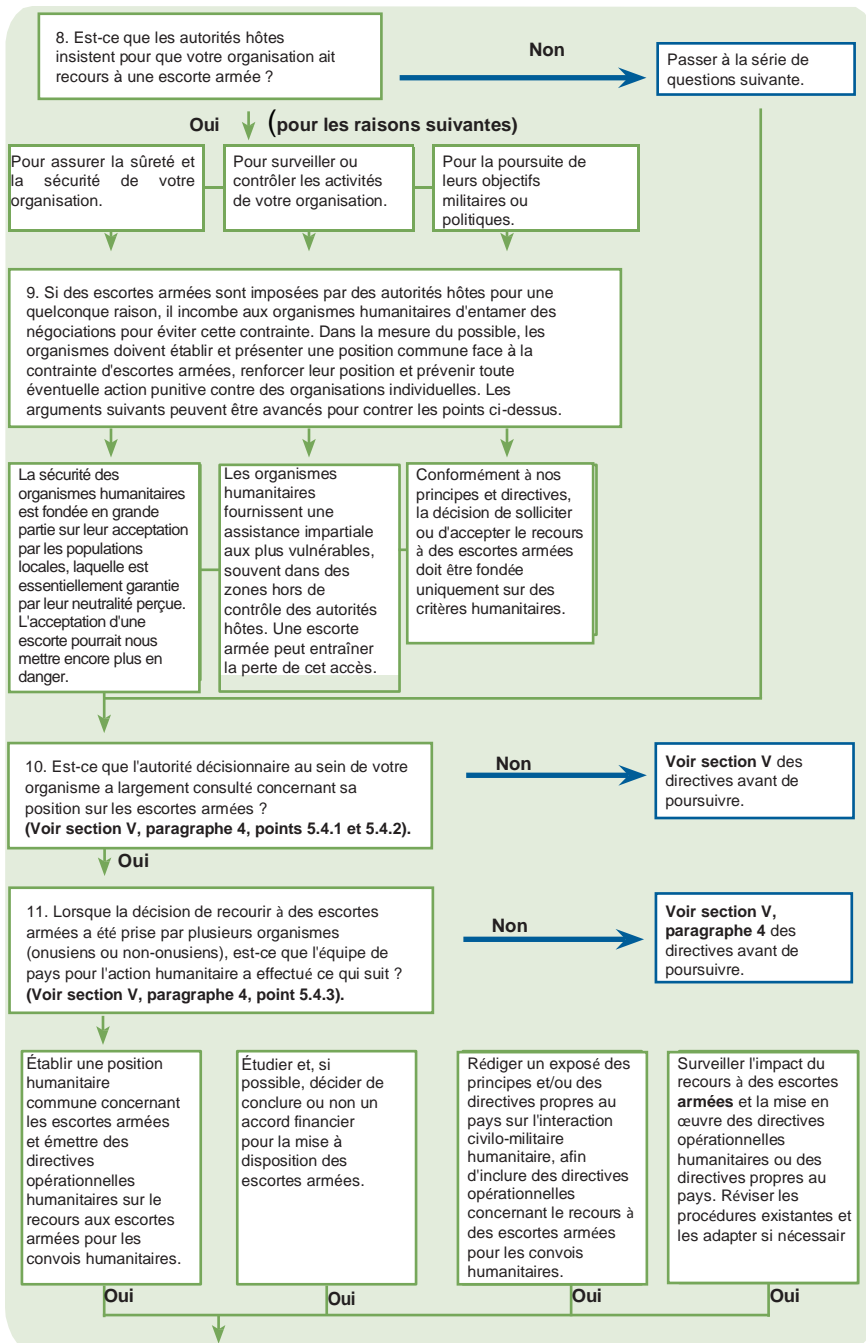 8. Est-ce que les autorités hôtes
insistent pour que votre organisation ait
recours à une escorte armée ?
Non
Passer à la série de
questions suivante.
Oui (pour les raisons suivantes)
Pour assurer la sûreté et
la sécurité de votre
organisation.
Pour surveiller ou
contrôler les activités
de votre organisation.
Pour la poursuite de
leurs objectifs
militaires ou
politiques.
9. Si des escortes armées sont imposées par des autorités hôtes pour une
quelconque raison, il incombe aux organismes humanitaires d'entamer des
négociations pour éviter cette contrainte. Dans la mesure du possible, les
organismes doivent établir et présenter une position commune face à la
contrainte d'escortes armées, renforcer leur position et prévenir toute
éventuelle action punitive contre des organisations individuelles. Les
arguments suivants peuvent être avancés pour contrer les points ci-dessus.
La sécurité des
organismes humanitaires
est fondée en grande
partie sur leur acceptation
par les populations
locales, laquelle est
essentiellement garantie
par leur neutralité perçue.
L'acceptation d'une
escorte pourrait nous
mettre encore plus en
danger.
Les organismes
humanitaires
fournissent une
assistance impartiale
aux plus vulnérables,
souvent dans des
zones hors de
contrôle des autorités
hôtes. Une escorte
armée peut entraîner
la perte de cet accès.
Conformément à nos
principes et directives,
la décision de solliciter
ou d'accepter le recours
à des escortes armées
doit être fondée
uniquement sur des
critères humanitaires.
10. Est-ce que l'autorité décisionnaire au sein de votre
organisme a largement consulté concernant sa
position sur les escortes armées ?
(Voir section V, paragraphe 4, points 5.4.1 et 5.4.2).
Non
Voir section V des
directives avant de
poursuivre.
Oui
11. Lorsque la décision de recourir à des escortes
armées a été prise par plusieurs organismes
(onusiens ou non-onusiens), est-ce que l'équipe de
pays pour l'action humanitaire a effectué ce qui suit ?
(Voir section V, paragraphe 4, point 5.4.3).
Non
Voir section V,
paragraphe 4 des
directives avant de
poursuivre.
Établir une position
humanitaire
commune concernant
les escortes armées
et émettre des
directives
opérationnelles
humanitaires sur le
recours aux escortes
armées pour les
convois humanitaires.
Étudier et, si
possible, décider de
conclure ou non un
accord financier
pour la mise à
disposition des
escortes armées.
Rédiger un exposé des
principes et/ou des
directives propres au
pays sur l'interaction
civilo-militaire
humanitaire, afin
d'inclure des directives
opérationnelles
concernant le recours à
des escortes armées
pour les convois
humanitaires.
Surveiller l'impact du
recours à des escortes
armées et la mise en
œuvre des directives
opérationnelles
humanitaires ou des
directives propres au
pays. Réviser les
procédures existantes et
les adapter si nécessair
Oui
Oui
Oui
Oui